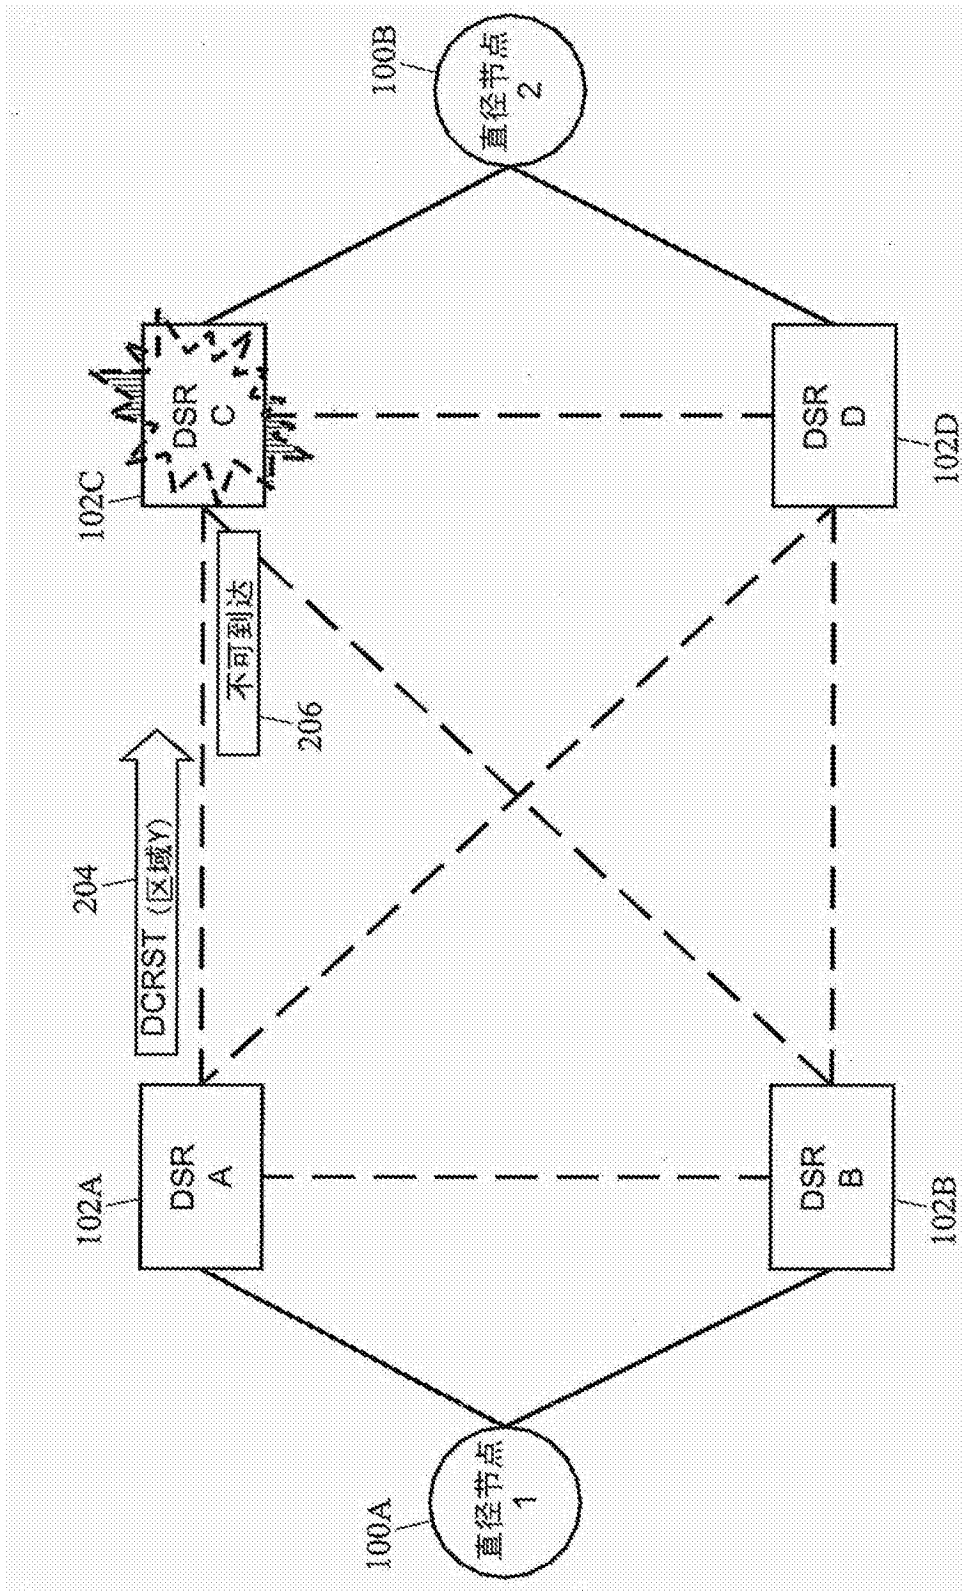 102A
DSR
A
204
DCRST（区域Y）
不可到达
206
102C
DSR
C
100A
直径节点
1
100B
直径节点
2
DSR
B
102B
DSR
D
102D